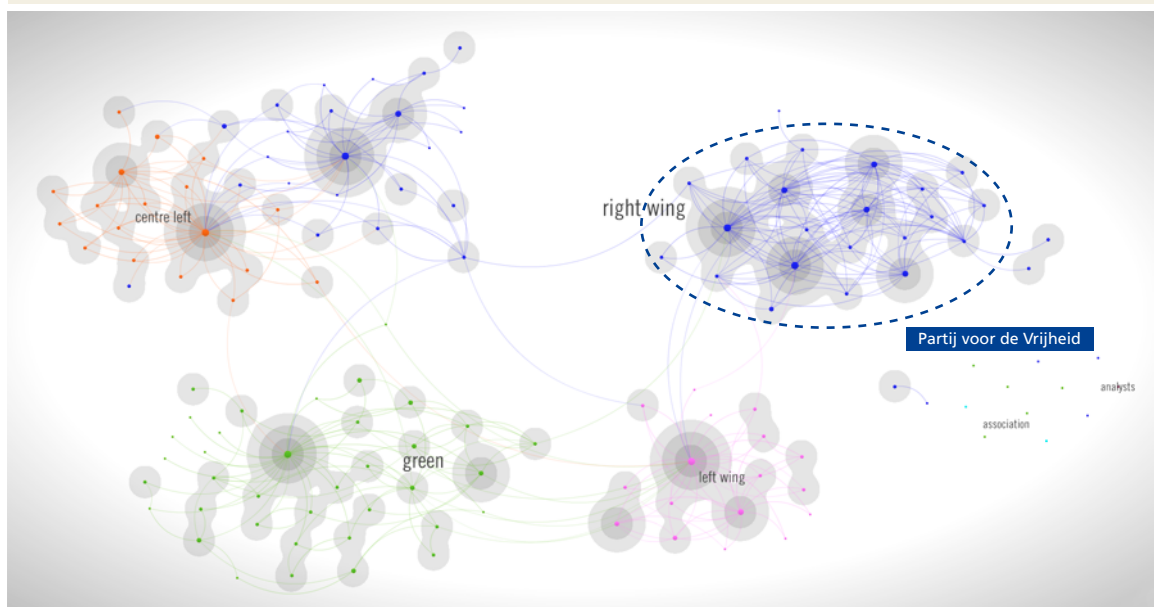 centre left
right wing
Partij voor de Vrijheid
analysts
association
green
left wing